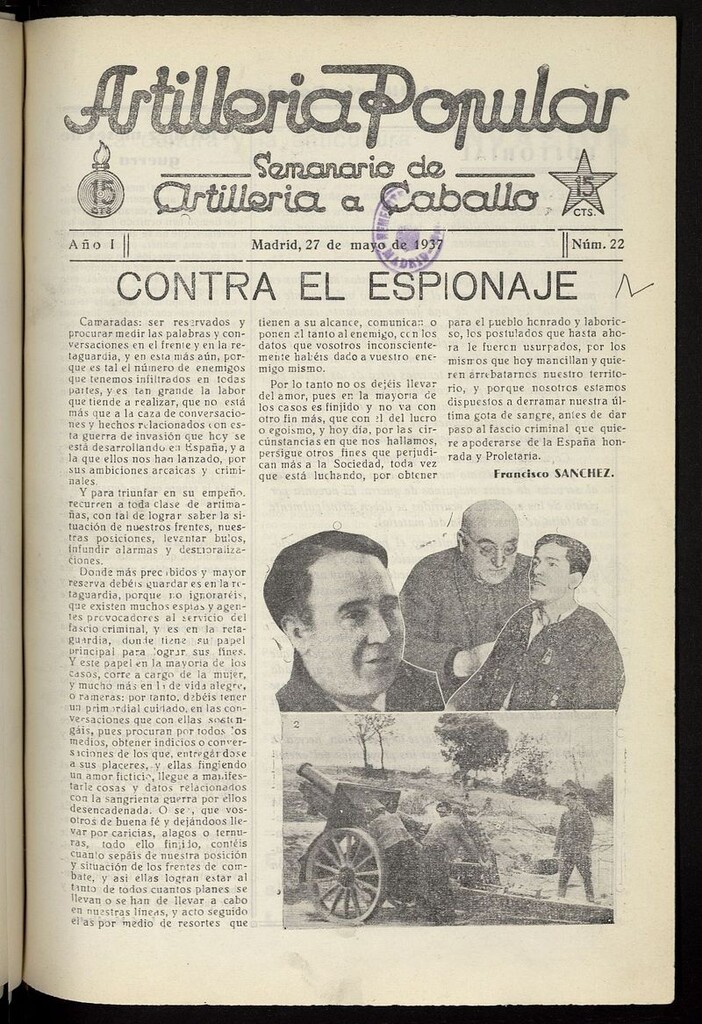 Artilleria Popular
Semanario de
Artilleria a Caballo
15
CTS
15
CTS.
Año I
Madrid, 27 de mayo de 1937
Núm. 22
CONTRA EL ESPIONAJE
Camaradas: ser reservados y
procurar medir las palabras y con-
versaciones en el frente y en la re-
taguardia, y en esta más aún, por-
que es tal el número de enemigos
que tenemos infiltrados en todas
partes, y es tan grande la labor
que tiende a realizar, que no está
más que a la caza de conversacio-
nes y hechos relacionados con es-
ta guerra de invasión que hoy se
está desarrollando en España, y a
la que ellos nos han lanzado, por
sus ambiciones arcaicas y crimi-
nales.
Y para triunfar en su empeño,
recurren a toda clase de artima-
ñas, con tal de lograr saber la si-
tuación de nuestros frentes, nues-
tras posiciones, levantar bulos,
infundir alarmas y desmoraliza-
ciones.
Donde más precibidos y mayor
reserva debéis guardar es en la re-
taguardia, porque no ignoraréis,
que existen muchos espías y agen-
tes provocadores al servicio del
fascio criminal, y es en la reta-
guardia, donde tiene su papel
principal para lograr sus fines.
Y este papel en la mayoría de los
casos, corre a cargo de la mujer,
y mucho más en la de vida alegre,
o rameras; por tanto, debéis tener
un primordial cuidado, en las con-
versaciones que con ellas sosten-
gáis, pues procuran por todos los
medios, obtener indicios o conver-
saciones de los que, entregándose
a sus placeres, y ellas fingiendo
un amor ficticio, llegue a manifes-
tarle cosas y datos relacionados
con la sangrienta guerra por ellos
desencadenada. O sea, que vos-
otros de buena fé y dejándoos lle-
var por caricias, alagos o ternu-
ras, todo ello finjido, contéis
cuanto sepáis de nuestra posición
y situación de los frentes de com-
bate, y así ellas logran estar al
tanto de todos cuantos planes se
llevan o se han de llevar a cabo
en nuestras líneas, y acto seguido
ellas por medio de resortes que
tienen a su alcance, comunican o
ponen al tanto al enemigo, con los
datos que vosotros inconsciente-
mente habéis dado a vuestro ene-
migo mismo.
Por lo tanto no os dejéis llevar
del amor, pues en la mayoría de
los casos es finjido y no va con
otro fin más, que con el del lucro
o egoismo, y hoy día, por las cir-
cúnstancias en que nos hallamos,
persigue otros fines que perjudi-
can más a la Sociedad, toda vez
que está luchando, por obtener
para el pueblo honrado y laborio-
so, los postulados que hasta aho-
ra le fueron usurpados, por los
mismos que hoy mancillan y quie-
ren arrebatarnos nuestro territo-
rio, y porque nosotros estamos
dispuestos a derramar nuestra úl-
tima gota de sangre, antes de dar
paso al fascio criminal que quie-
re apoderarse de la España hon-
rada y Proletaria.
Francisco SANCHEZ.
2